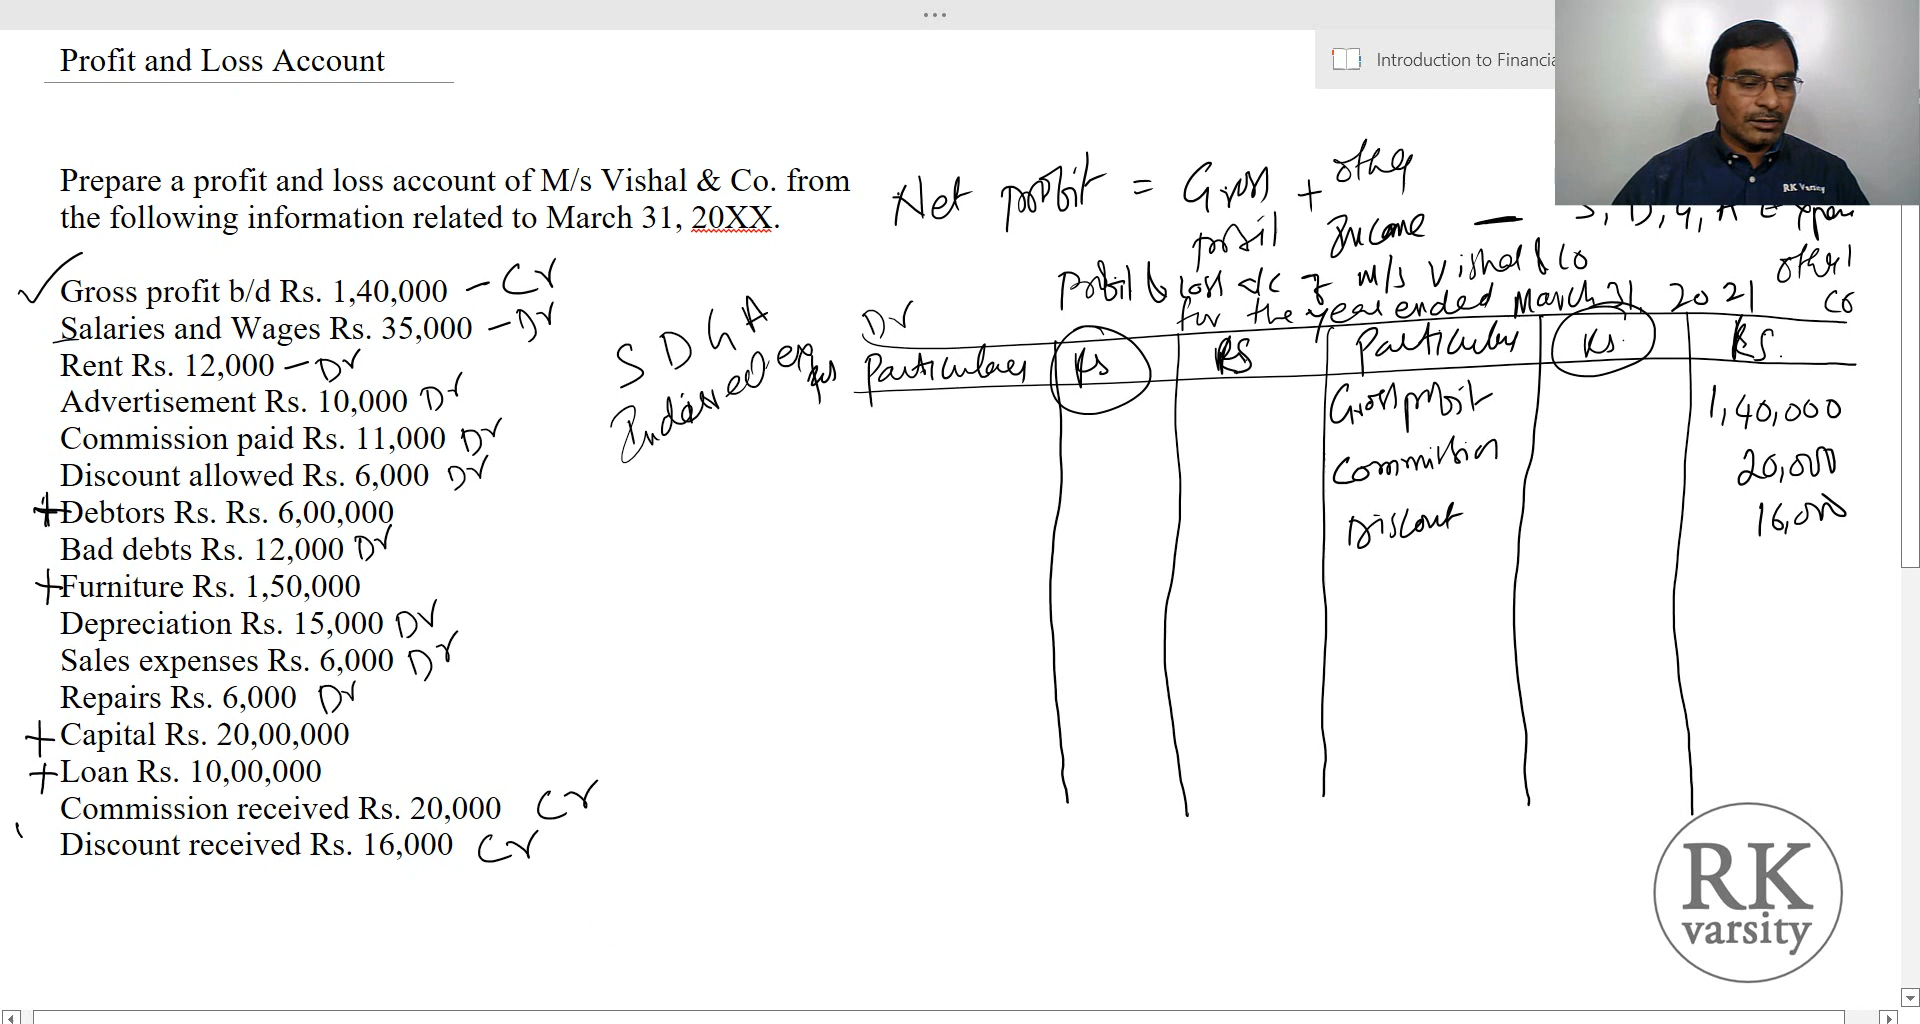 Profit and Loss Account
Introduction to Financia
RK Varsity
Prepare a profit and loss account of M/s Vishal & Co. from
the following information related to March 31, 20XX.
Gross profit b/d Rs. 1,40,000 - Cr
Salaries and Wages Rs. 35,000 - Dr
Rent Rs. 12,000 - Dr
Advertisement Rs. 10,000 Dr
Commission paid Rs. 11,000 Dr
Discount allowed Rs. 6,000 Dr
+ Debtors Rs. Rs. 6,00,000
Bad debts Rs. 12,000 Dr
+ Furniture Rs. 1,50,000
Depreciation Rs. 15,000 Dr
Sales expenses Rs. 6,000 Dr
Repairs Rs. 6,000 Dr
+ Capital Rs. 20,00,000
+ Loan Rs. 10,00,000
Commission received Rs. 20,000 Cr
Discount received Rs. 16,000 Cr
S D G A
Net profit = Gross profit + other Income - S, D, G, A E
other
Profit & Loss a/c of M/s Vishal & Co
for the year ended March 31, 2021
Dr
Particulars Rs Rs Particulars Rs. Rs.
Gross profit 1,40,000
Commission 20,000
Discout 16,000
RK
varsity